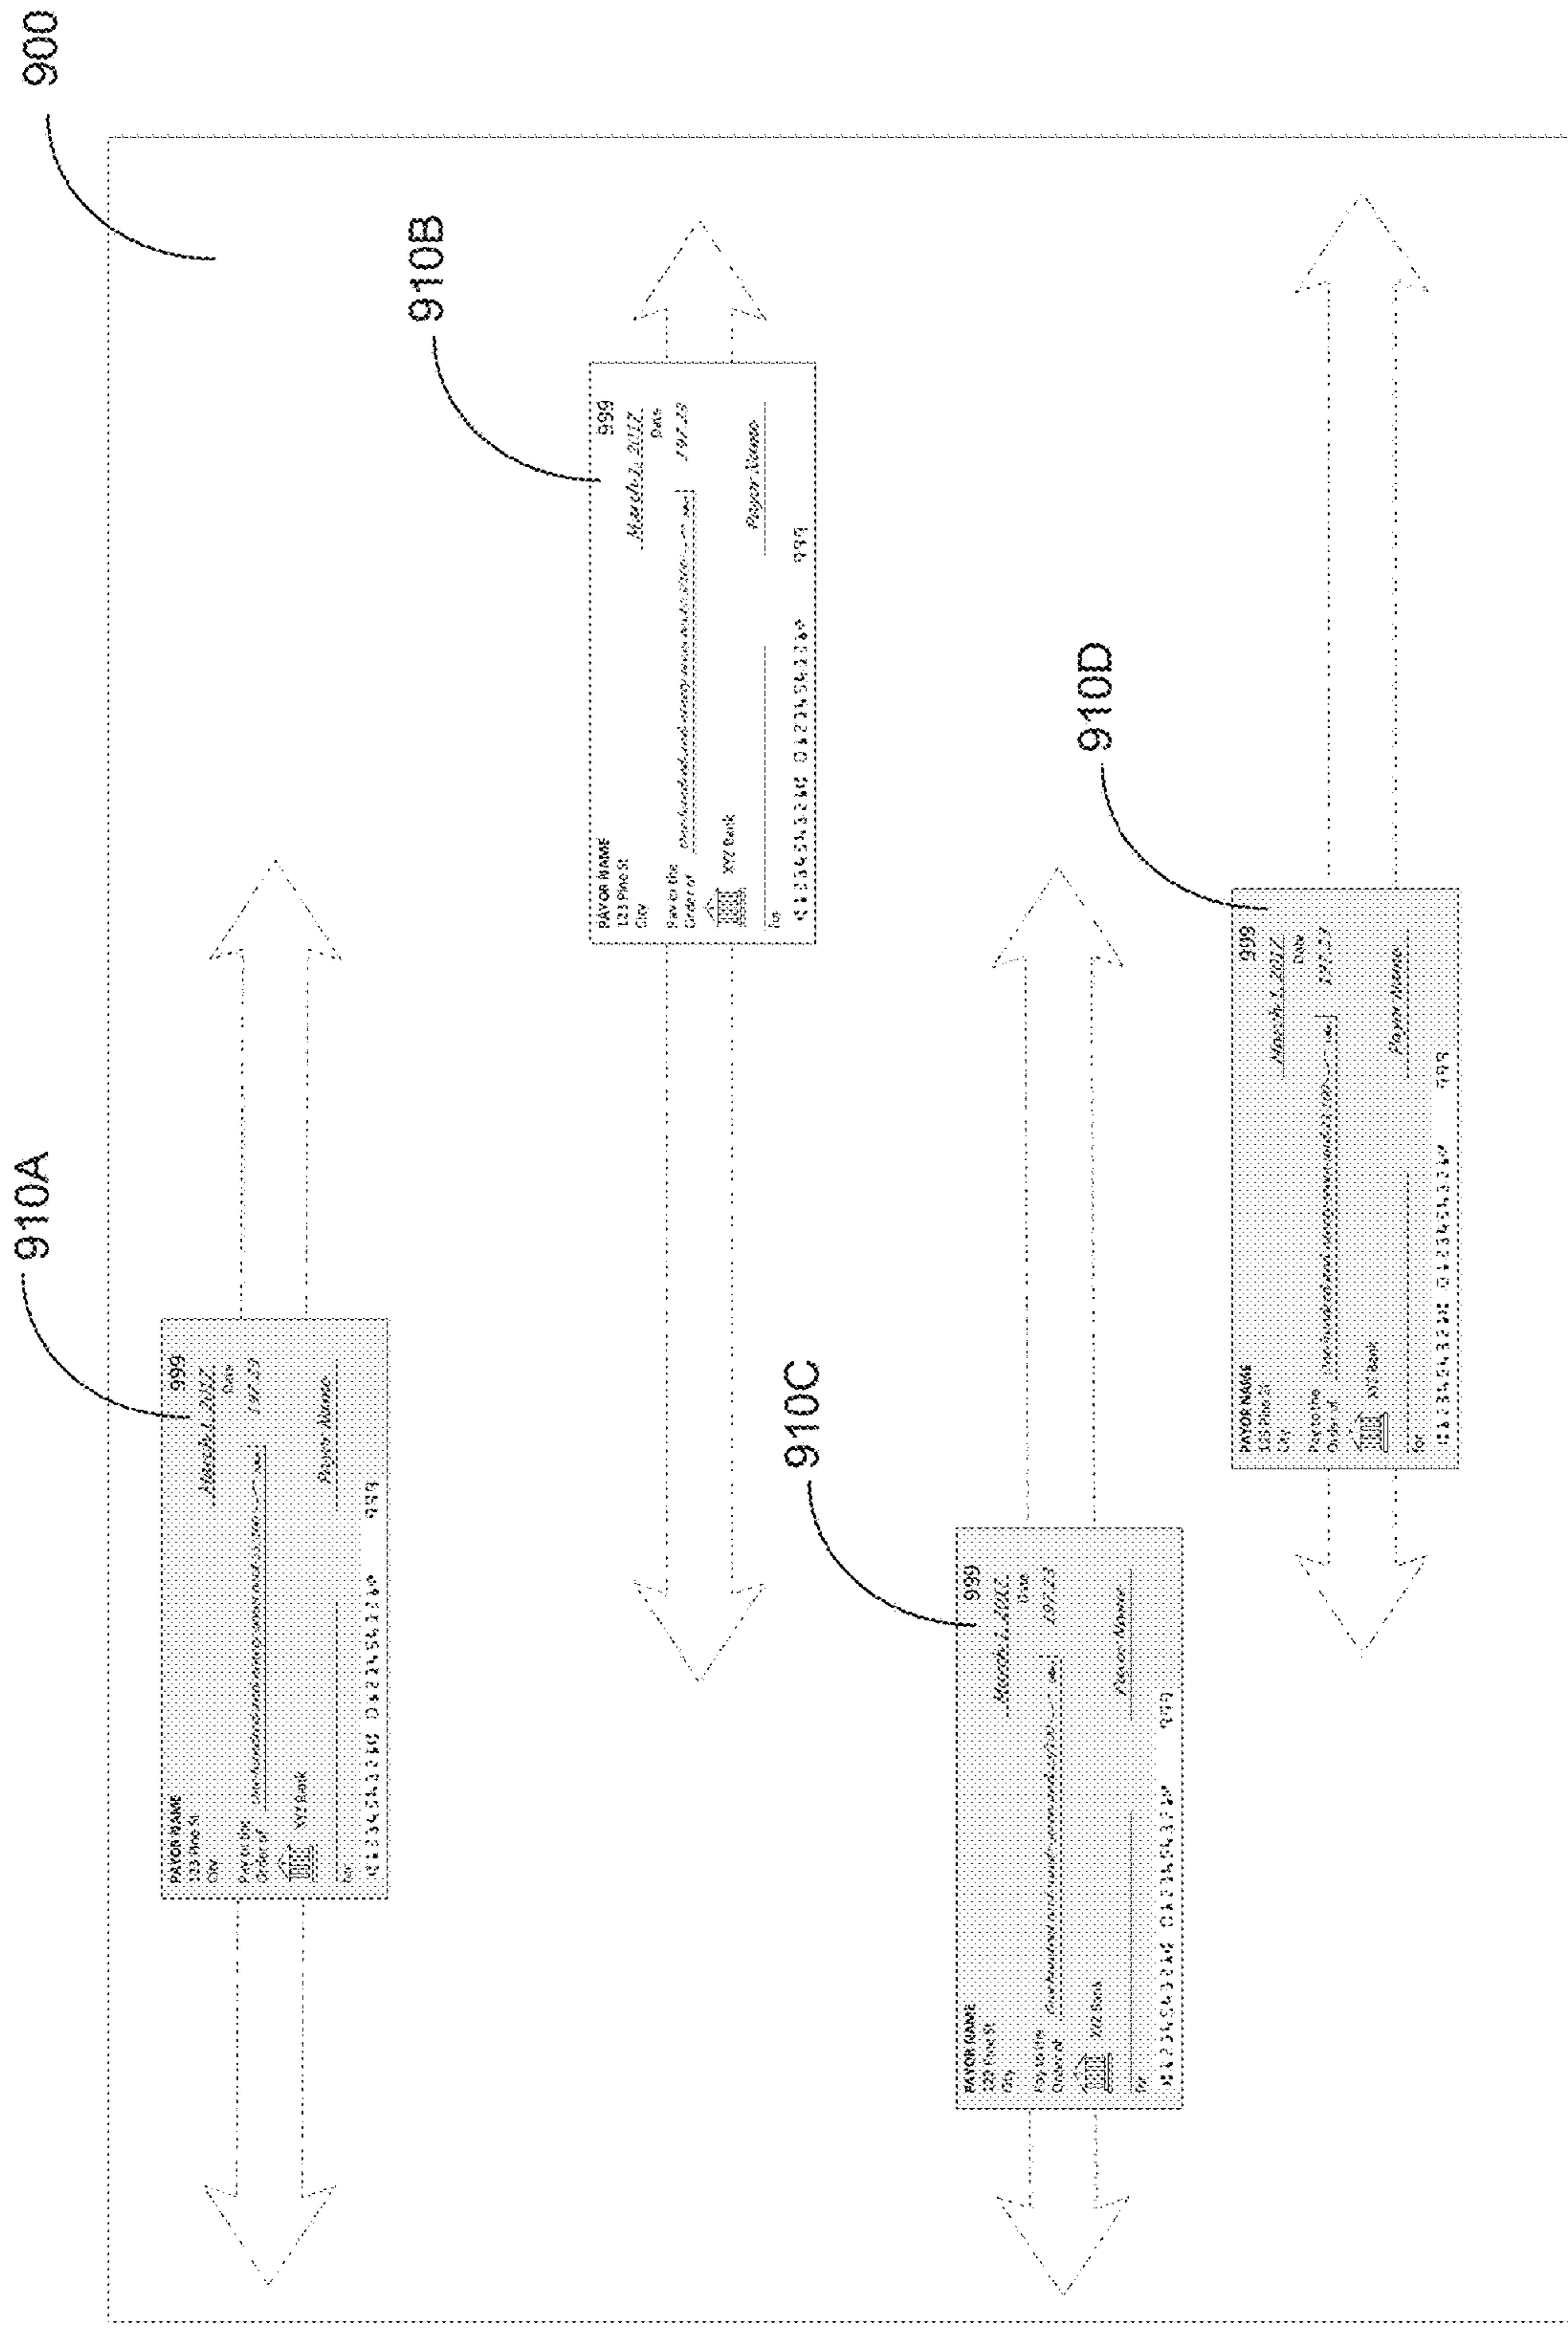 900
910A
PAYOR NAME
999
123 Pine St
March 1, 2017
City
Date
Pay to the
Order of
197.23
XYZ Bank
Payor Name
for
999
910B
PAYOR NAME
999
123 Pine St
March 1, 2017
City
Date
Pay to the
Order of
197.23
XYZ Bank
Payor Name
for
999
910C
PAYOR NAME
999
123 Pine St
March 1, 2017
City
Date
Pay to the
Order of
197.23
XYZ Bank
Payor Name
for
999
910D
PAYOR NAME
999
123 Pine St
March 1, 2017
City
Date
Pay to the
Order of
197.23
XYZ Bank
Payor Name
for
999